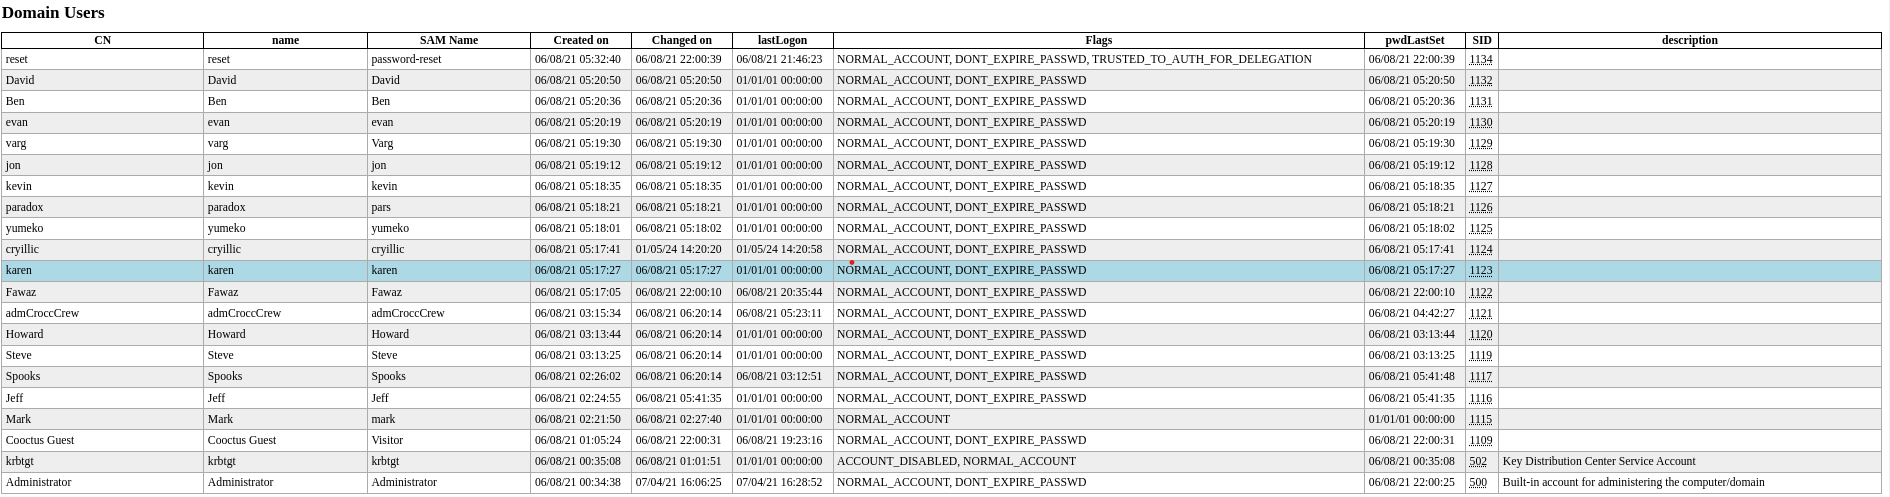 Domain Users
CN name SAM Name Created on Changed on lastLogon Flags pwdLastSet SID description
reset reset password-reset 06/08/21 05:32:40 06/08/21 22:00:39 06/08/21 21:46:23 NORMAL_ACCOUNT, DONT_EXPIRE_PASSWD, TRUSTED_TO_AUTH_FOR_DELEGATION 06/08/21 22:00:39 1134
David David David 06/08/21 05:20:50 06/08/21 05:20:50 01/01/01 00:00:00 NORMAL_ACCOUNT, DONT_EXPIRE_PASSWD 06/08/21 05:20:50 1132
Ben Ben Ben 06/08/21 05:20:36 06/08/21 05:20:36 01/01/01 00:00:00 NORMAL_ACCOUNT, DONT_EXPIRE_PASSWD 06/08/21 05:20:36 1131
evan evan evan 06/08/21 05:20:19 06/08/21 05:20:19 01/01/01 00:00:00 NORMAL_ACCOUNT, DONT_EXPIRE_PASSWD 06/08/21 05:20:19 1130
varg varg Varg 06/08/21 05:19:30 06/08/21 05:19:30 01/01/01 00:00:00 NORMAL_ACCOUNT, DONT_EXPIRE_PASSWD 06/08/21 05:19:30 1129
jon jon jon 06/08/21 05:19:12 06/08/21 05:19:12 01/01/01 00:00:00 NORMAL_ACCOUNT, DONT_EXPIRE_PASSWD 06/08/21 05:19:12 1128
kevin kevin kevin 06/08/21 05:18:35 06/08/21 05:18:35 01/01/01 00:00:00 NORMAL_ACCOUNT, DONT_EXPIRE_PASSWD 06/08/21 05:18:35 1127
paradox paradox pars 06/08/21 05:18:21 06/08/21 05:18:21 01/01/01 00:00:00 NORMAL_ACCOUNT, DONT_EXPIRE_PASSWD 06/08/21 05:18:21 1126
yumeko yumeko yumeko 06/08/21 05:18:01 06/08/21 05:18:02 01/01/01 00:00:00 NORMAL_ACCOUNT, DONT_EXPIRE_PASSWD 06/08/21 05:18:02 1125
cryillic cryillic cryillic 06/08/21 05:17:41 01/05/24 14:20:20 01/05/24 14:20:58 NORMAL_ACCOUNT, DONT_EXPIRE_PASSWD 06/08/21 05:17:41 1124
karen karen karen 06/08/21 05:17:27 06/08/21 05:17:27 01/01/01 00:00:00 NORMAL_ACCOUNT, DONT_EXPIRE_PASSWD 06/08/21 05:17:27 1123
Fawaz Fawaz Fawaz 06/08/21 05:17:05 06/08/21 22:00:10 06/08/21 20:35:44 NORMAL_ACCOUNT, DONT_EXPIRE_PASSWD 06/08/21 22:00:10 1122
admCroccCrew admCroccCrew admCroccCrew 06/08/21 03:15:34 06/08/21 06:20:14 06/08/21 05:23:11 NORMAL_ACCOUNT, DONT_EXPIRE_PASSWD 06/08/21 04:42:27 1121
Howard Howard Howard 06/08/21 03:13:44 06/08/21 06:20:14 01/01/01 00:00:00 NORMAL_ACCOUNT, DONT_EXPIRE_PASSWD 06/08/21 03:13:44 1120
Steve Steve Steve 06/08/21 03:13:25 06/08/21 06:20:14 01/01/01 00:00:00 NORMAL_ACCOUNT, DONT_EXPIRE_PASSWD 06/08/21 03:13:25 1119
Spooks Spooks Spooks 06/08/21 02:26:02 06/08/21 06:20:14 06/08/21 03:12:51 NORMAL_ACCOUNT, DONT_EXPIRE_PASSWD 06/08/21 05:41:48 1117
Jeff Jeff Jeff 06/08/21 02:24:55 06/08/21 05:41:35 01/01/01 00:00:00 NORMAL_ACCOUNT, DONT_EXPIRE_PASSWD 06/08/21 05:41:35 1116
Mark Mark mark 06/08/21 02:21:50 06/08/21 02:27:40 01/01/01 00:00:00 NORMAL_ACCOUNT 01/01/01 00:00:00 1115
Cooctus Guest Cooctus Guest Visitor 06/08/21 01:05:24 06/08/21 22:00:31 06/08/21 19:23:16 NORMAL_ACCOUNT, DONT_EXPIRE_PASSWD 06/08/21 22:00:31 1109
krbtgt krbtgt krbtgt 06/08/21 00:35:08 06/08/21 01:01:51 01/01/01 00:00:00 ACCOUNT_DISABLED, NORMAL_ACCOUNT 06/08/21 00:35:08 502 Key Distribution Center Service Account
Administrator Administrator Administrator 06/08/21 00:34:38 07/04/21 16:06:25 07/04/21 16:28:52 NORMAL_ACCOUNT, DONT_EXPIRE_PASSWD 06/08/21 22:00:25 500 Built-in account for administering the computer/domain